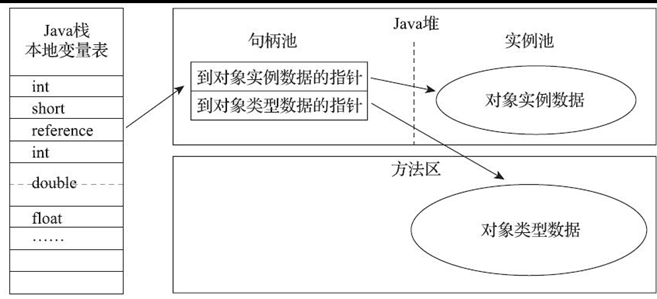 Java栈
本地变量表
int
short
reference
int
double
float
……
Java堆
句柄池
实例池
到对象实例数据的指针
到对象类型数据的指针
对象实例数据
方法区
对象类型数据